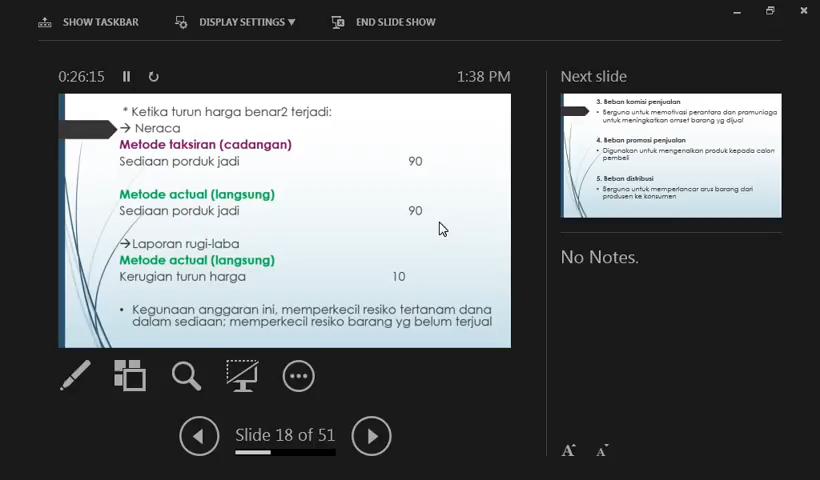 SHOW TASKBAR
DISPLAY SETTINGS ▼
END SLIDE SHOW
0:26:15
1:38 PM
* Ketika turun harga benar2 terjadi:
→ Neraca
Metode taksiran (cadangan)
Sediaan porduk jadi 90
Metode actual (langsung)
Sediaan porduk jadi 90
→Laporan rugi-laba
Metode actual (langsung)
Kerugian turun harga 10
• Kegunaan anggaran ini, memperkecil resiko tertanam dana
dalam sediaan; memperkecil resiko barang yg belum terjual
Slide 18 of 51
Next slide
3. Beban komisi penjualan
• Berguna untuk memotivasi perantara dan pramuniaga
untuk meningkatkan omset barang yg dijual
4. Beban promosi penjualan
• Digunakan untuk mengenalkan produk kepada calon
pembeli
5. Beban distribusi
• Berguna untuk memperlancar arus barang dari
produsen ke konsumen
No Notes.
A A